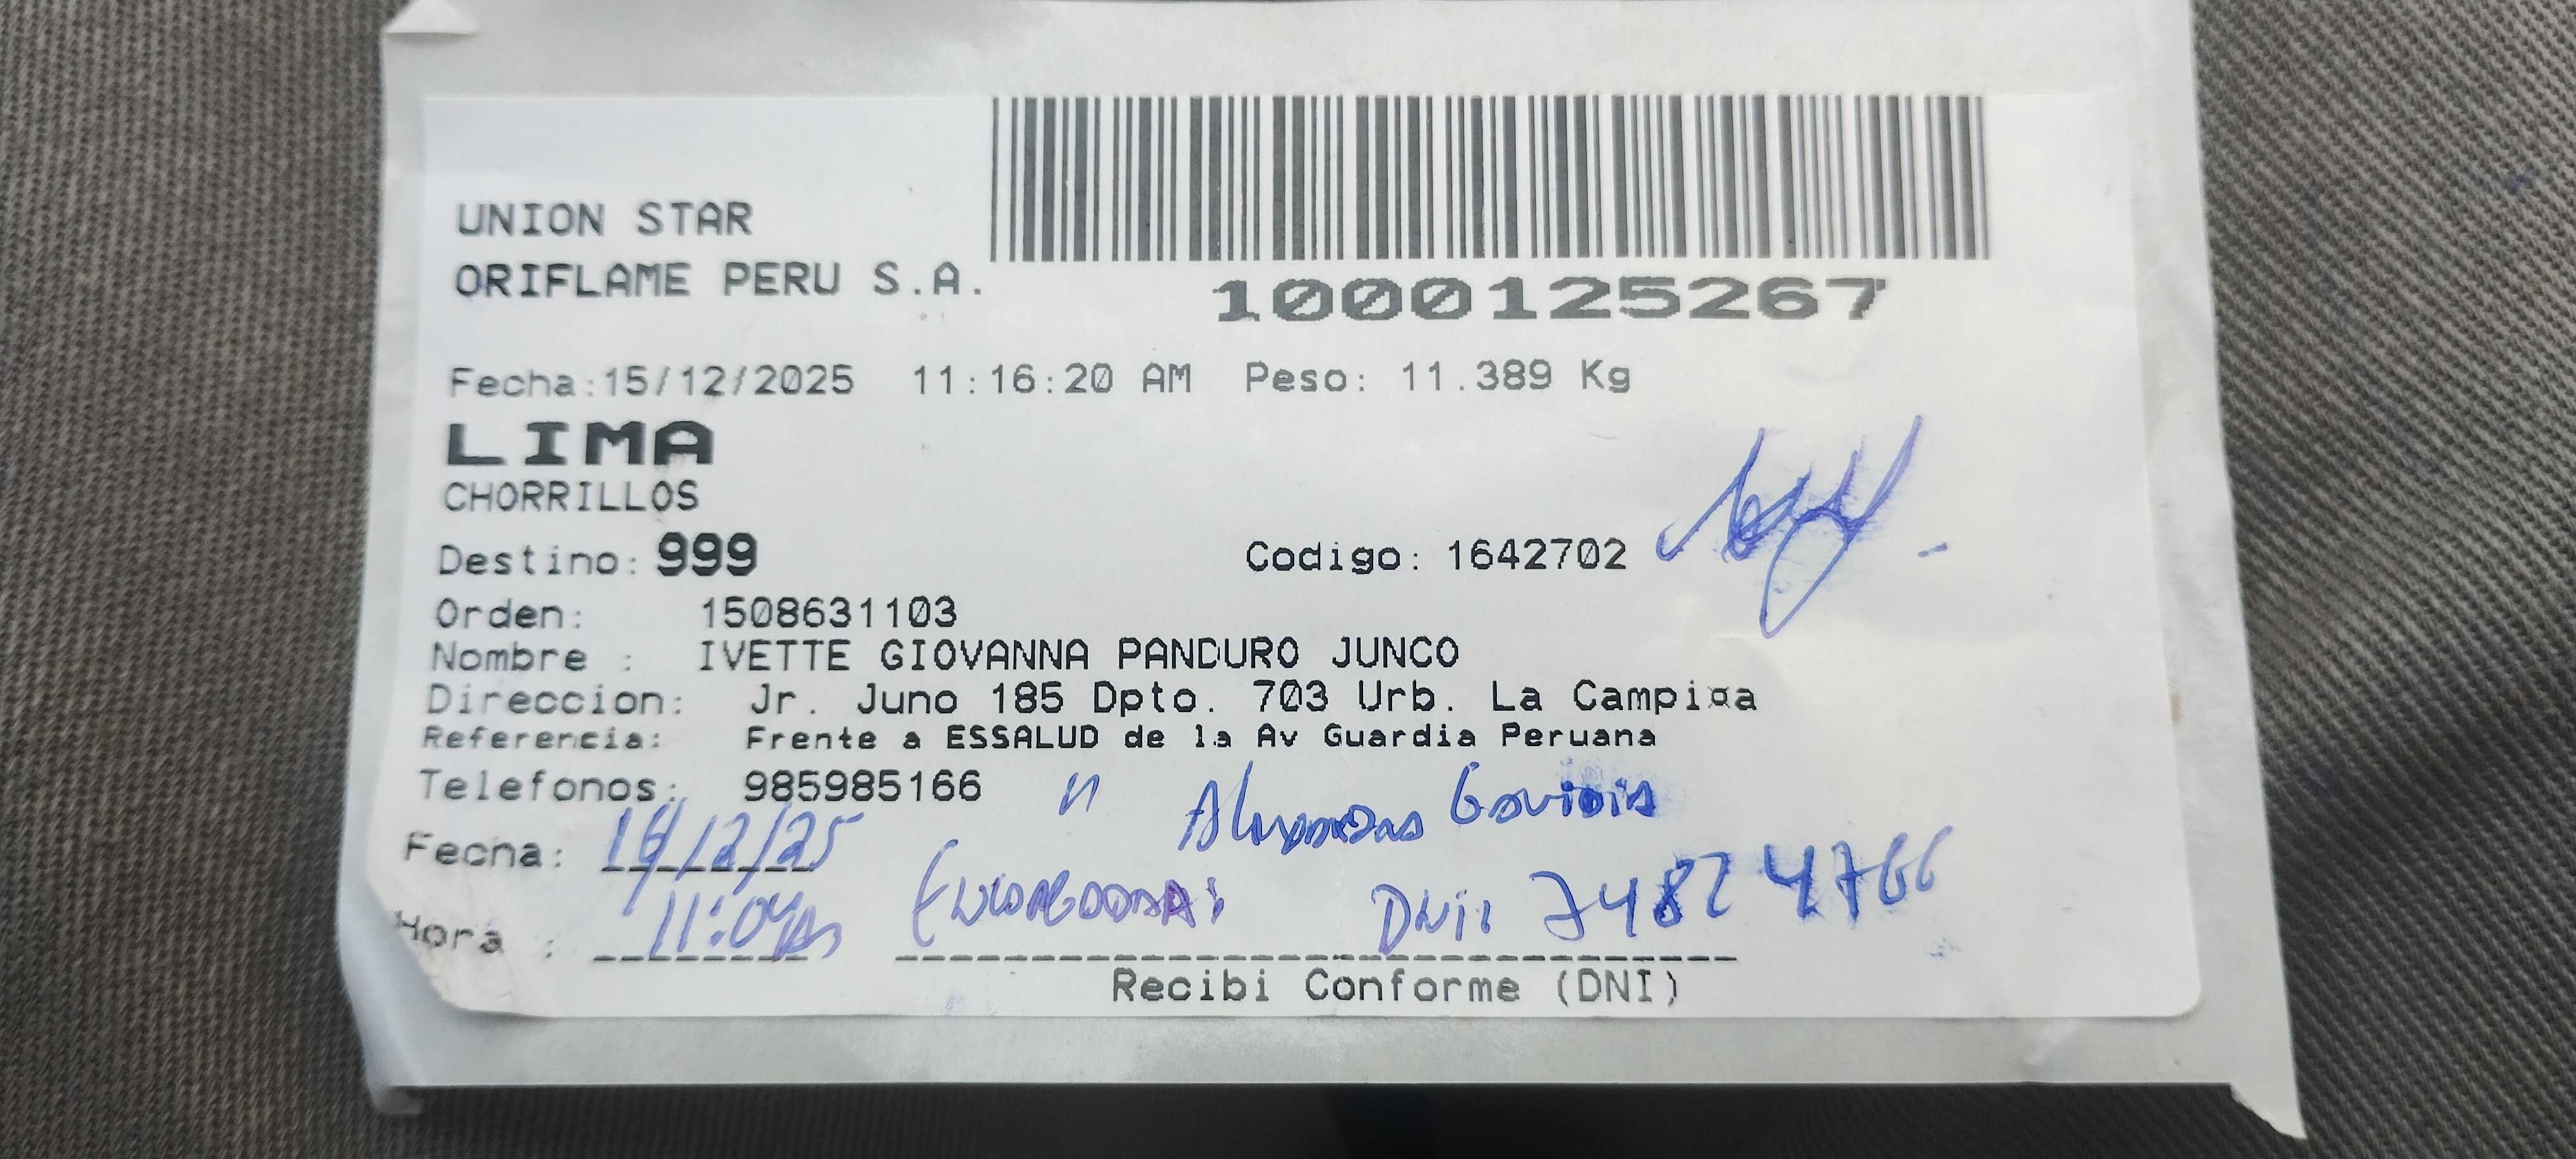 UNION STAR
ORIFLAME PERU S.A.
1000125267
Fecha:15/12/2025 11:16:20 AM Peso: 11.389 Kg
LIMA
CHORRILLOS
Destino: 999 Codigo: 1642702
Orden: 1508631103
Nombre : IVETTE GIOVANNA PANDURO JUNCO
Direccion: Jr. Juno 185 Dpto. 703 Urb. La Campiña
Referencia: Frente a ESSALUD de la Av Guardia Peruana
Telefonos: 985985166
Fecha: 16/12/25
Hora : 11:04 Encargada: DNI: 74824766
Recibi Conforme (DNI)